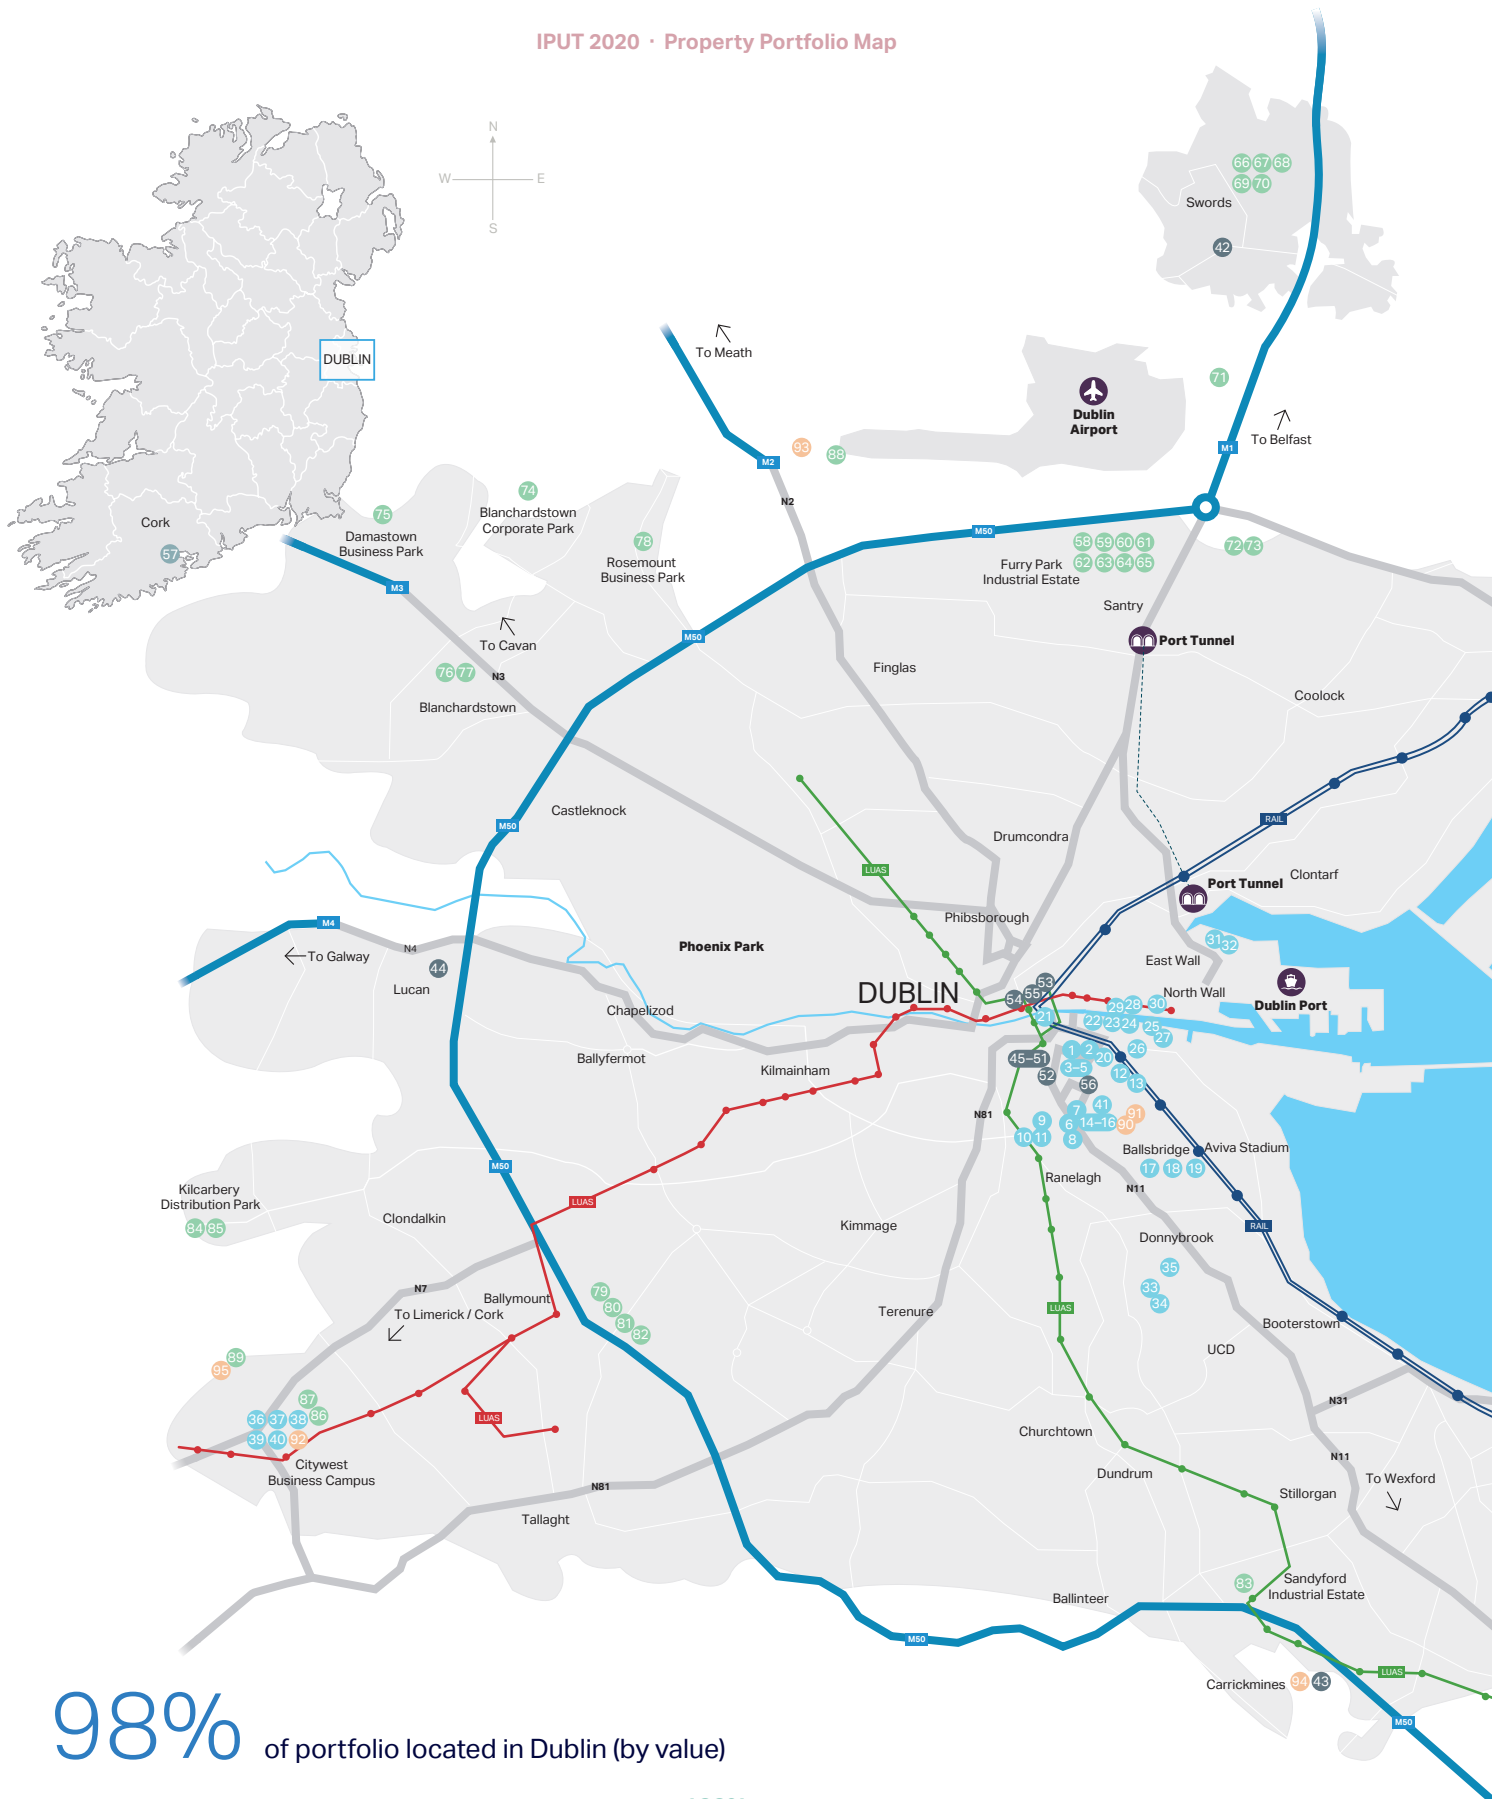 IPUT 2020 · Property Portfolio Map
N
W
E
S
66 67 68
69 70
Swords
42
DUBLIN
To Meath
71
Dublin
Airport
To Belfast
M1
93
88
M2
N2
74
Blanchardstown
Corporate Park
75
Damastown
Business Park
Cork
57
78
Rosemount
Business Park
M50
58 59 60 61
62 63 64 65
Furry Park
Industrial Estate
72 73
M3
Santry
To Cavan
M50
Port Tunnel
76 77
N3
Finglas
Blanchardstown
Coolock
Castleknock
M50
RAIL
Drumcondra
LUAS
Clontarf
Port Tunnel
Phibsborough
M4
N4
To Galway
Phoenix Park
31 32
44
East Wall
Lucan
DUBLIN
53
55
54
North Wall
Dublin Port
29 28 30
Chapelizod
21
22 23 24 25
27
Ballyfermot
45–51
1 2 20 26
Kilmainham
3–5
52
12
13
56
N81
41
7
91
9
6 14–16 90
10 11
8
M50
Ballsbridge
Aviva Stadium
17 18 19
Ranelagh
N11
Kilcarbery
Distribution Park
84 85
LUAS
Clondalkin
Kimmage
RAIL
Donnybrook
35
33
34
N7
Ballymount
79
80
81
82
To Limerick / Cork
LUAS
Terenure
Booterstown
UCD
89
95
87
86
36 37 38
39 40 92
N31
LUAS
Churchtown
N11
Citywest
Business Campus
Dundrum
To Wexford
N81
Stillorgan
Tallaght
83
Sandyford
Industrial Estate
Ballinteer
M50
LUAS
Carrickmines
94 43
M50
98% of portfolio located in Dublin (by value)